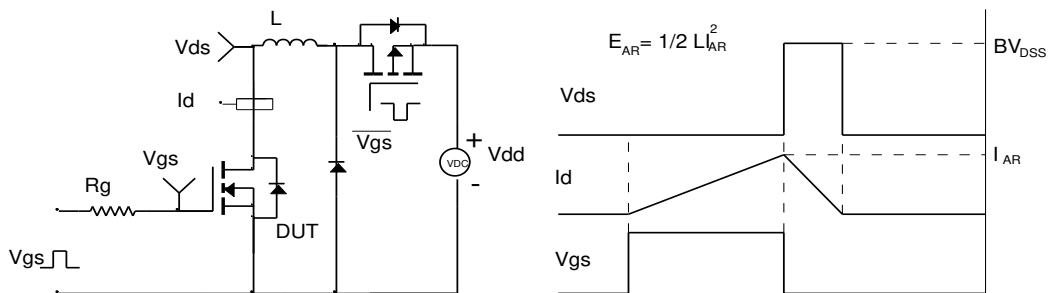 L
Vds
Id
Vgs
Rg
Vgs
DUT
Vgs
VDC
+
Vdd
-
E_AR = 1/2 LI_AR^2
BV_DSS
Vds
I_AR
Id
Vgs